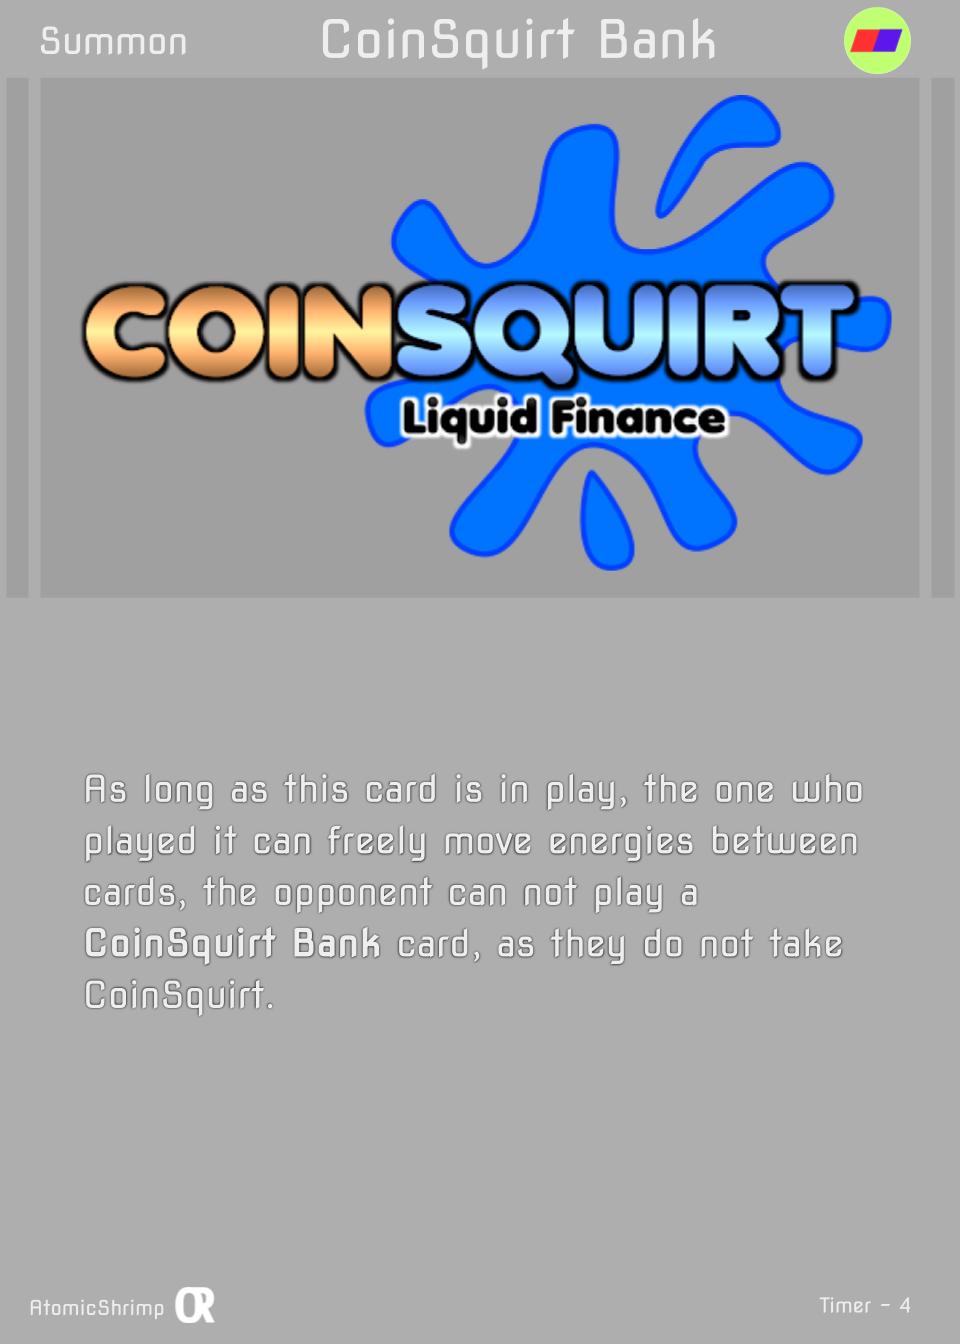 Summon
CoinSquirt Bank
COINSQUIRT
Liquid Finance
As long as this card is in play, the one who
played it can freely move energies between
cards, the opponent can not play a
CoinSquirt Bank card, as they do not take
CoinSquirt.
AtomicShrimp OR
Timer - 4